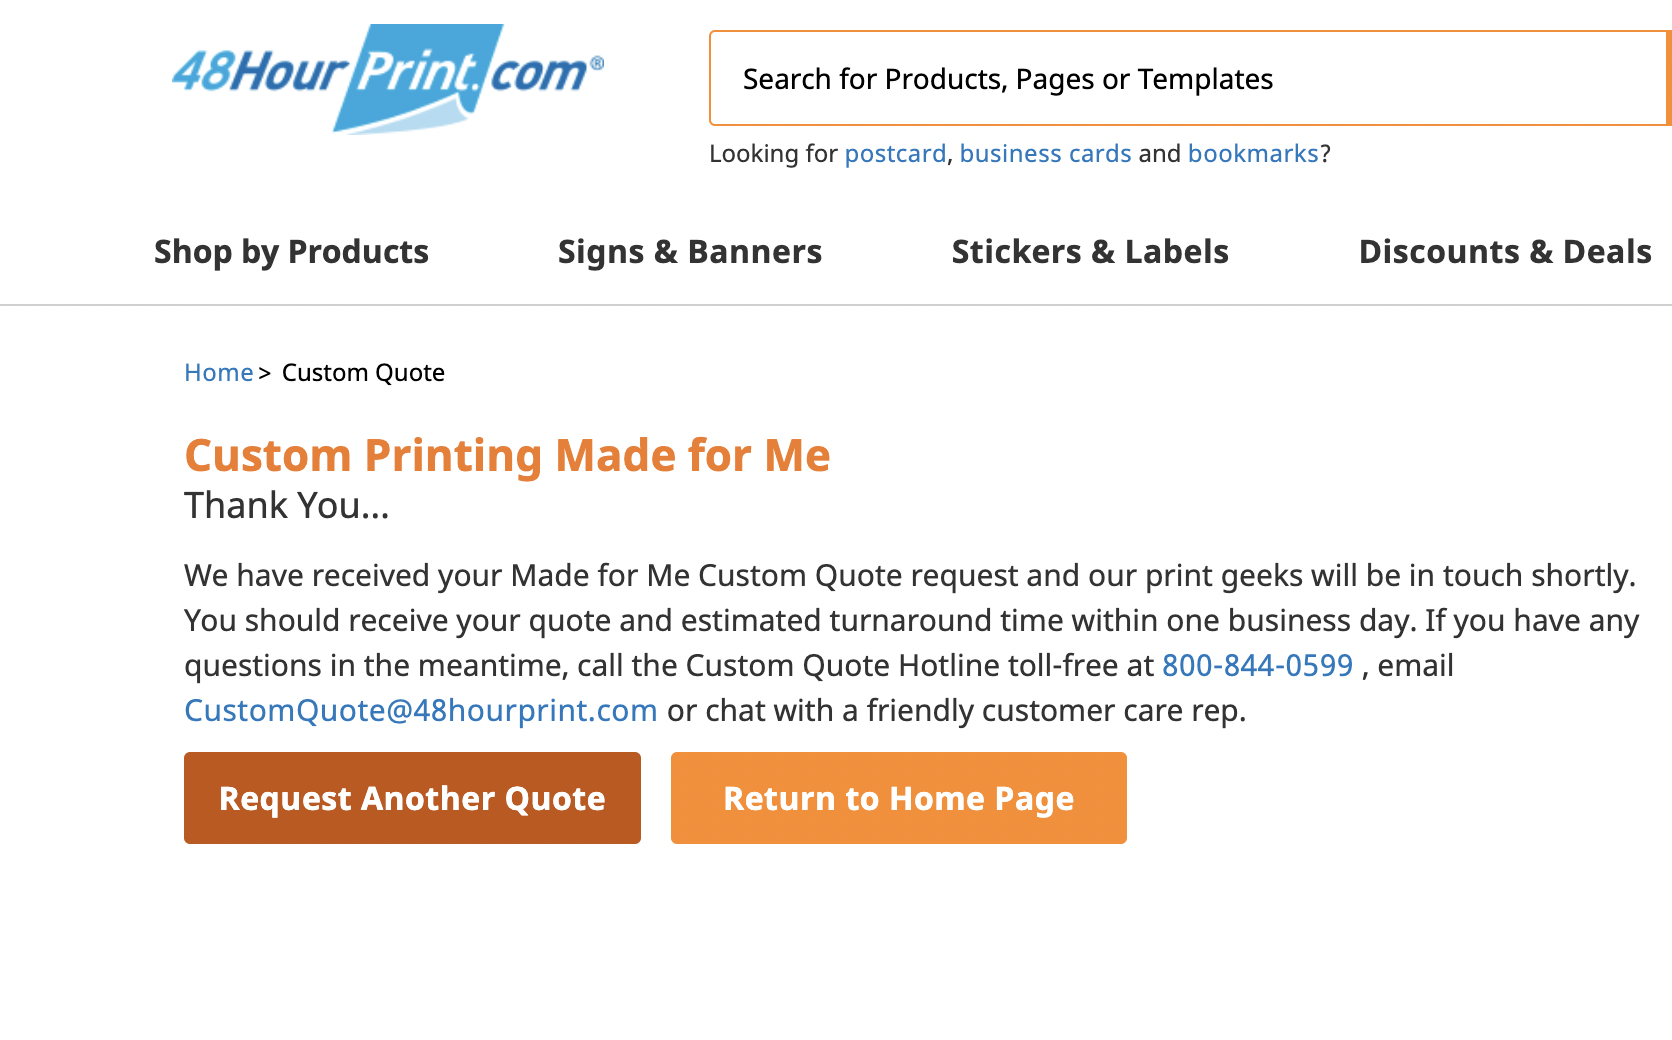 48HourPrint.com®
Search for Products, Pages or Templates
Looking for postcard, business cards and bookmarks?
Shop by Products
Signs & Banners
Stickers & Labels
Discounts & Deals
Home > Custom Quote
Custom Printing Made for Me
Thank You...
We have received your Made for Me Custom Quote request and our print geeks will be in touch shortly.
You should receive your quote and estimated turnaround time within one business day. If you have any
questions in the meantime, call the Custom Quote Hotline toll-free at 800-844-0599 , email
CustomQuote@48hourprint.com or chat with a friendly customer care rep.
Request Another Quote
Return to Home Page